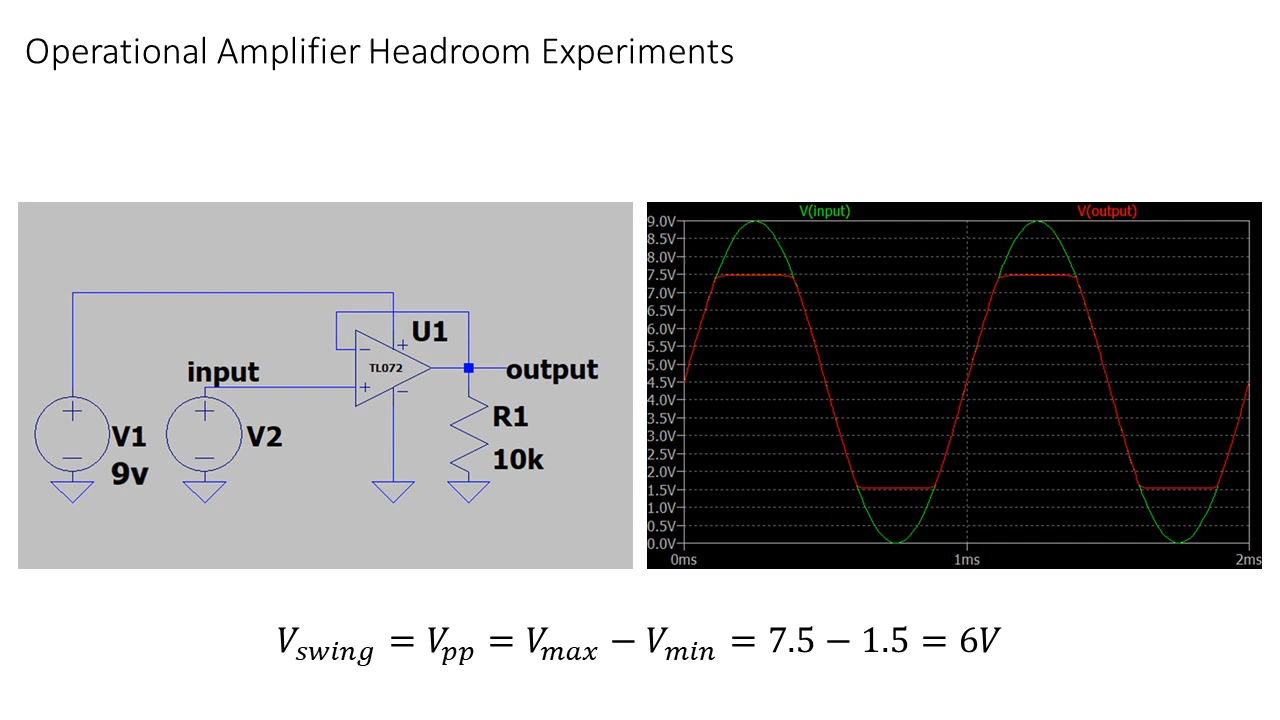 Operational Amplifier Headroom Experiments
U1
TL072
input
output
V1
9v
V2
R1
10k
V(input)
V(output)
9.0V
8.5V
8.0V
7.5V
7.0V
6.5V
6.0V
5.5V
5.0V
4.5V
4.0V
3.5V
3.0V
2.5V
2.0V
1.5V
1.0V
0.5V
0.0V
0ms 1ms 2ms
V_swing = V_pp = V_max − V_min = 7.5 − 1.5 = 6V